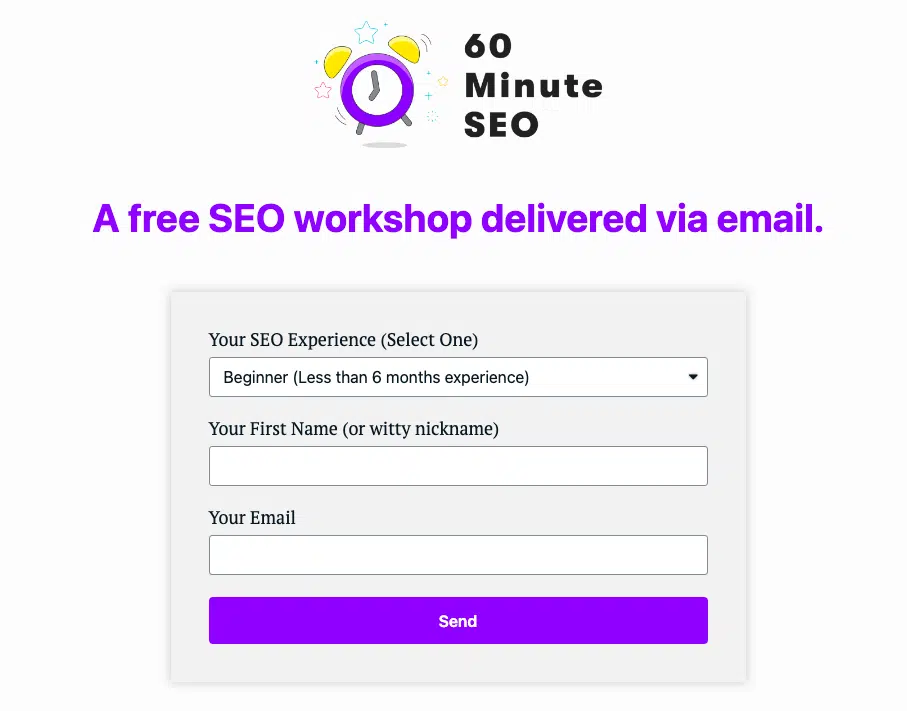 60
Minute
SEO
A free SEO workshop delivered via email.
Your SEO Experience (Select One)
Beginner (Less than 6 months experience)
Your First Name (or witty nickname)
Your Email
Send